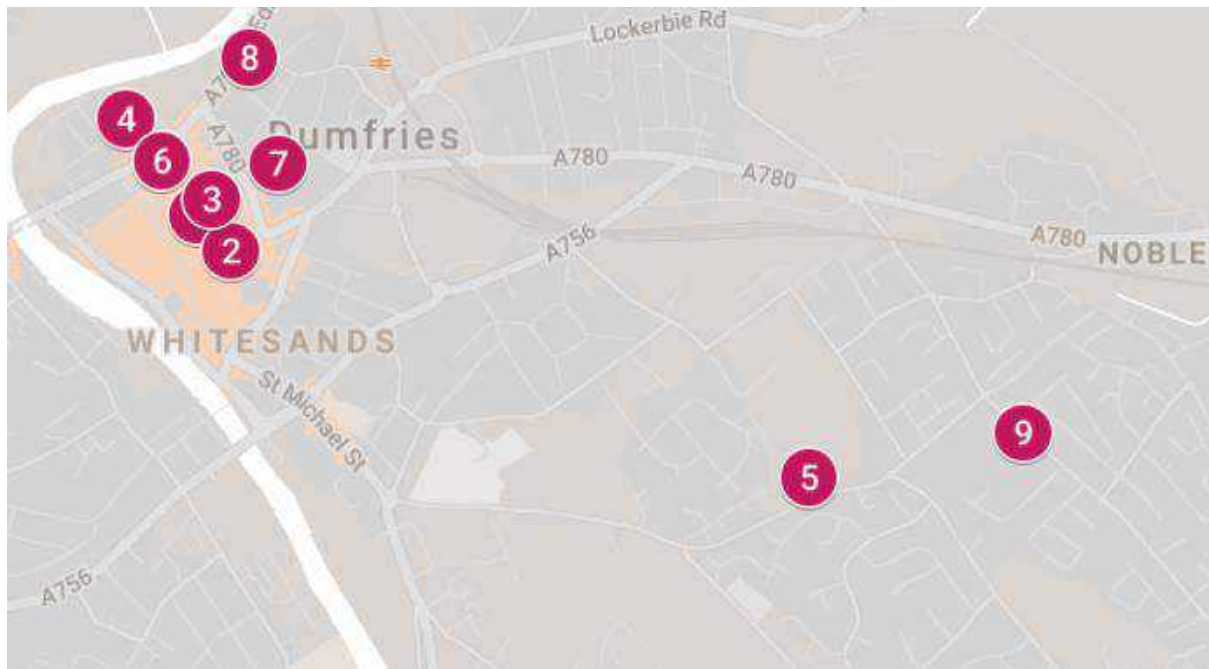 Lockerbie Rd
8
4
Dumfries
A780
6
7
A780
A780
3
2
A756
A780
NOBLE
WHITESANDS
St Michael St
9
5
A756